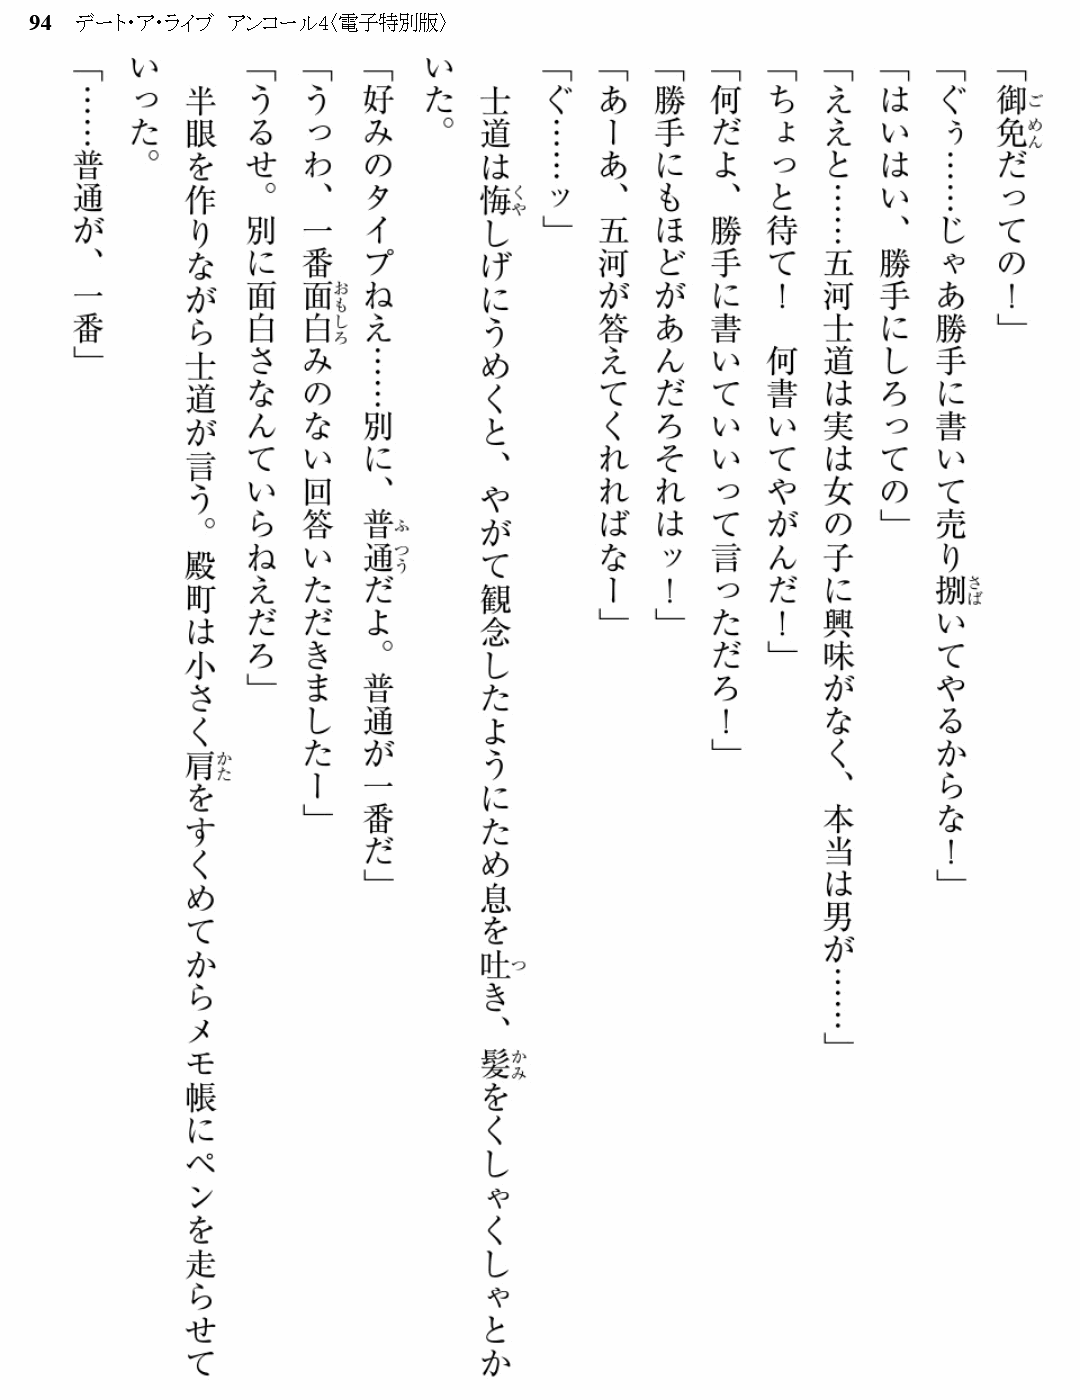 94 デート・ア・ライブ アンコール4〈電子特別版〉
「御免だっての！」
「ぐぅ……じゃあ勝手に書いて売り捌いてやるからな！」
「はいはい、勝手にしろっての」
「ええと……五河士道は実は女の子に興味がなく、本当は男が……」
「ちょっと待て！　何書いてやがんだ！」
「何だよ、勝手に書いていいって言っただろ！」
「勝手にもほどがあんだろそれはッ！」
「あーあ、五河が答えてくれればなー」
「ぐ……ッ」
　士道は悔しげにうめくと、やがて観念したようにため息を吐き、髪をくしゃくしゃとか
いた。
「好みのタイプねえ……別に、普通だよ。普通が一番だ」
「うっわ、一番面白みのない回答いただきましたー」
「うるせ。別に面白さなんていらねえだろ」
　半眼を作りながら士道が言う。殿町は小さく肩をすくめてからメモ帳にペンを走らせて
いった。
「……普通が、一番」